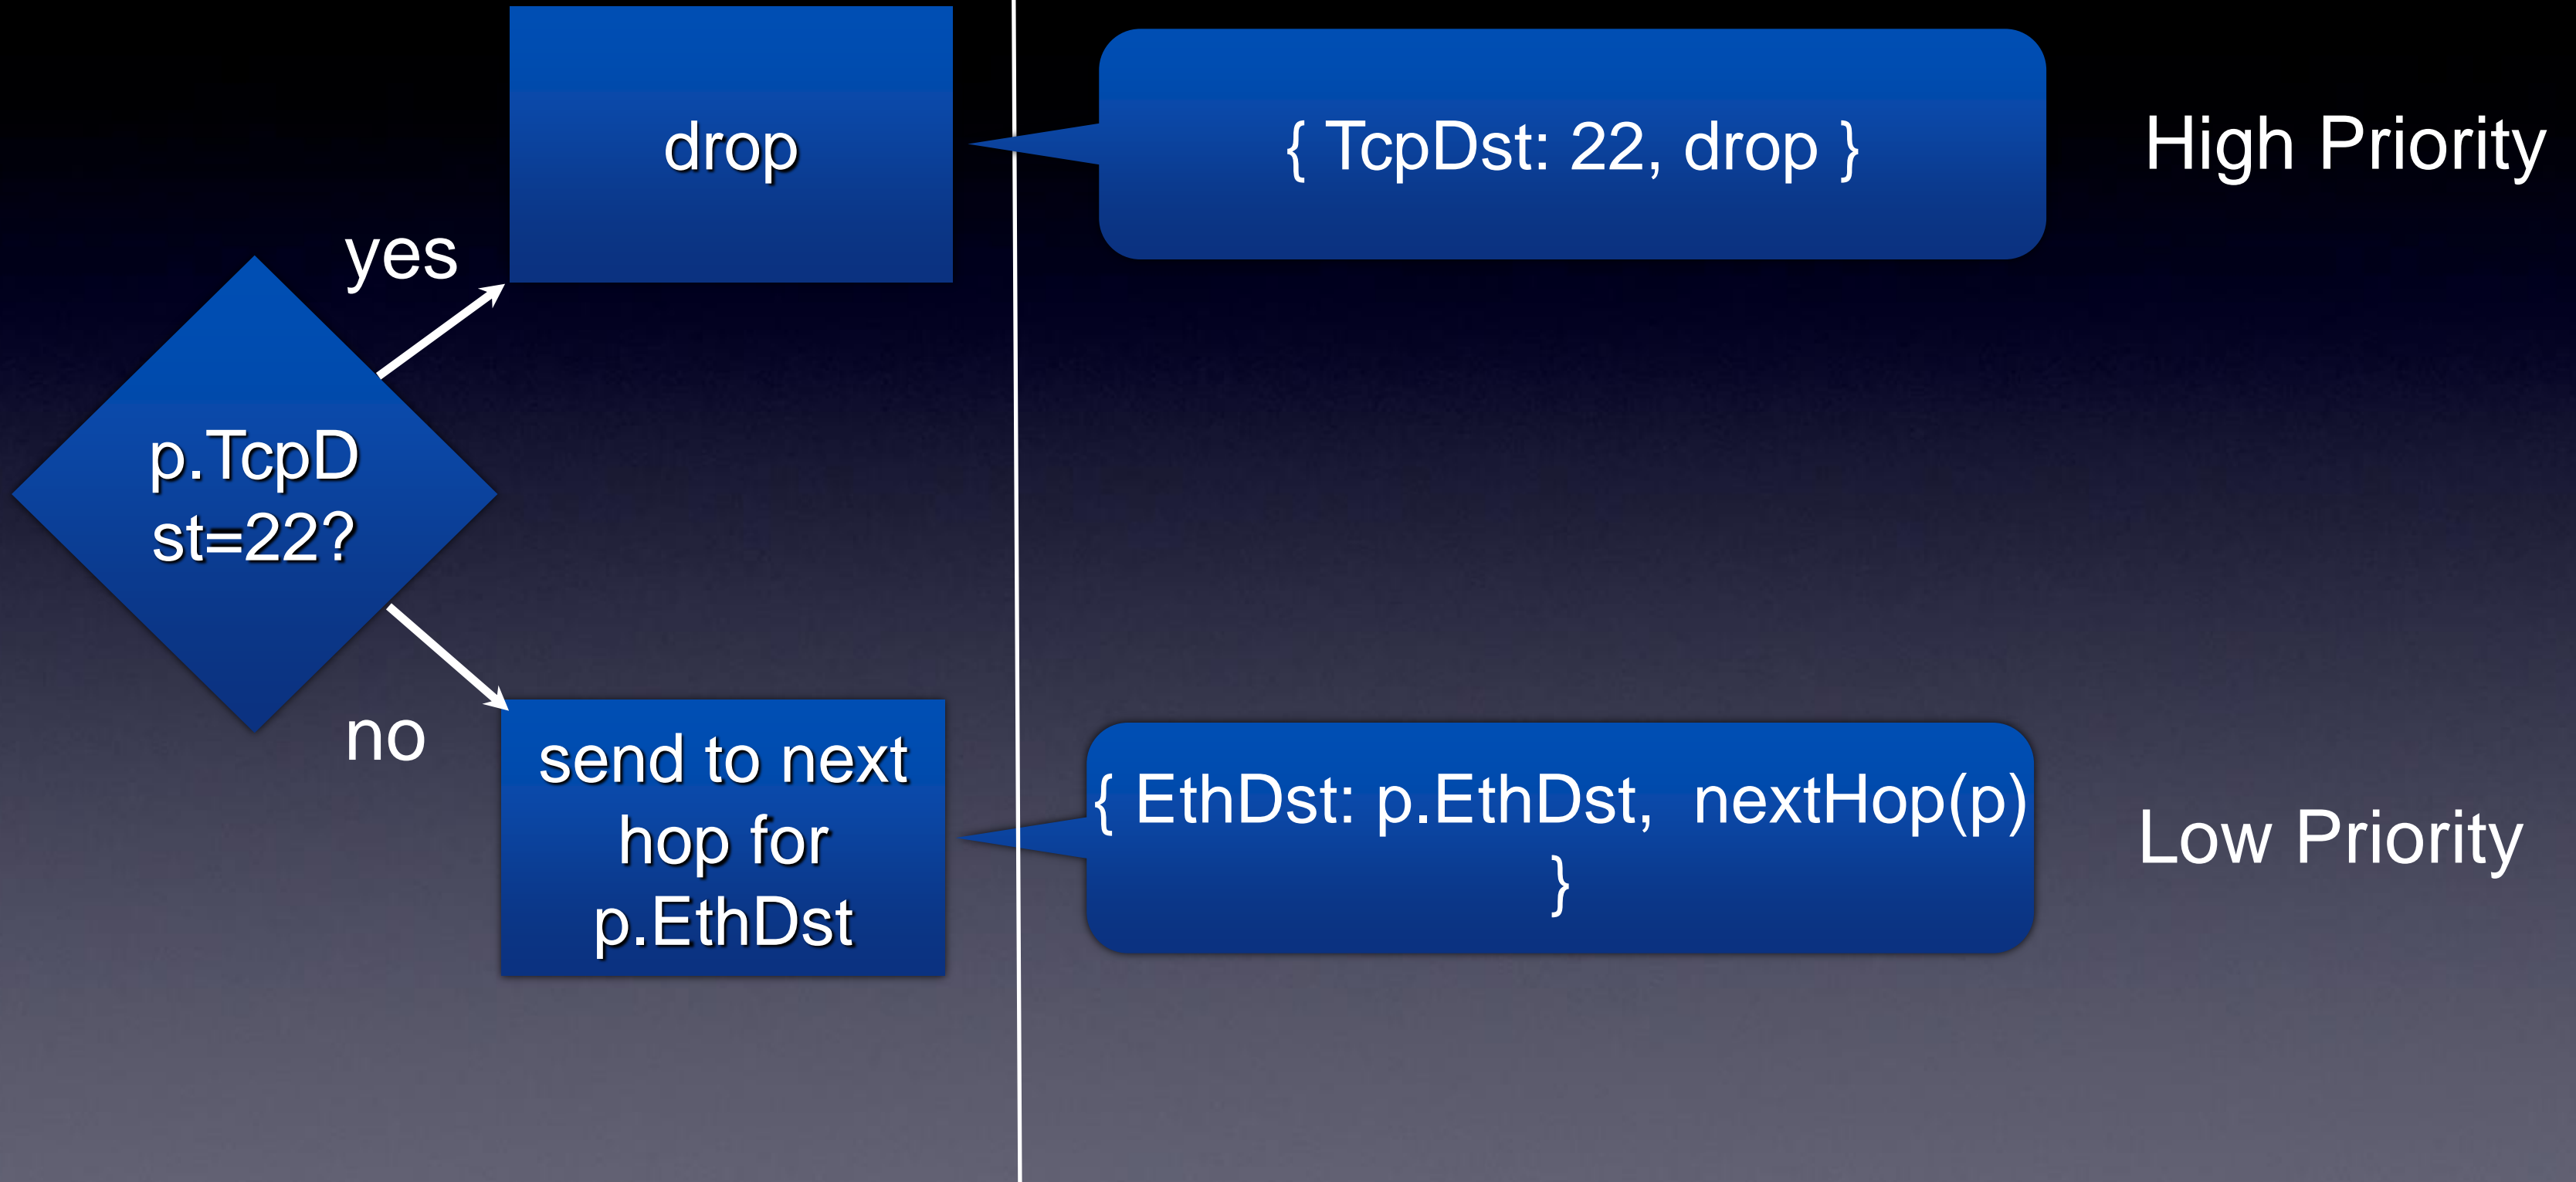 drop
{ TcpDst: 22, drop }
High Priority
yes
p.TcpD
st=22?
no
send to next
hop for
p.EthDst
{ EthDst: p.EthDst,  nextHop(p)
}
Low Priority